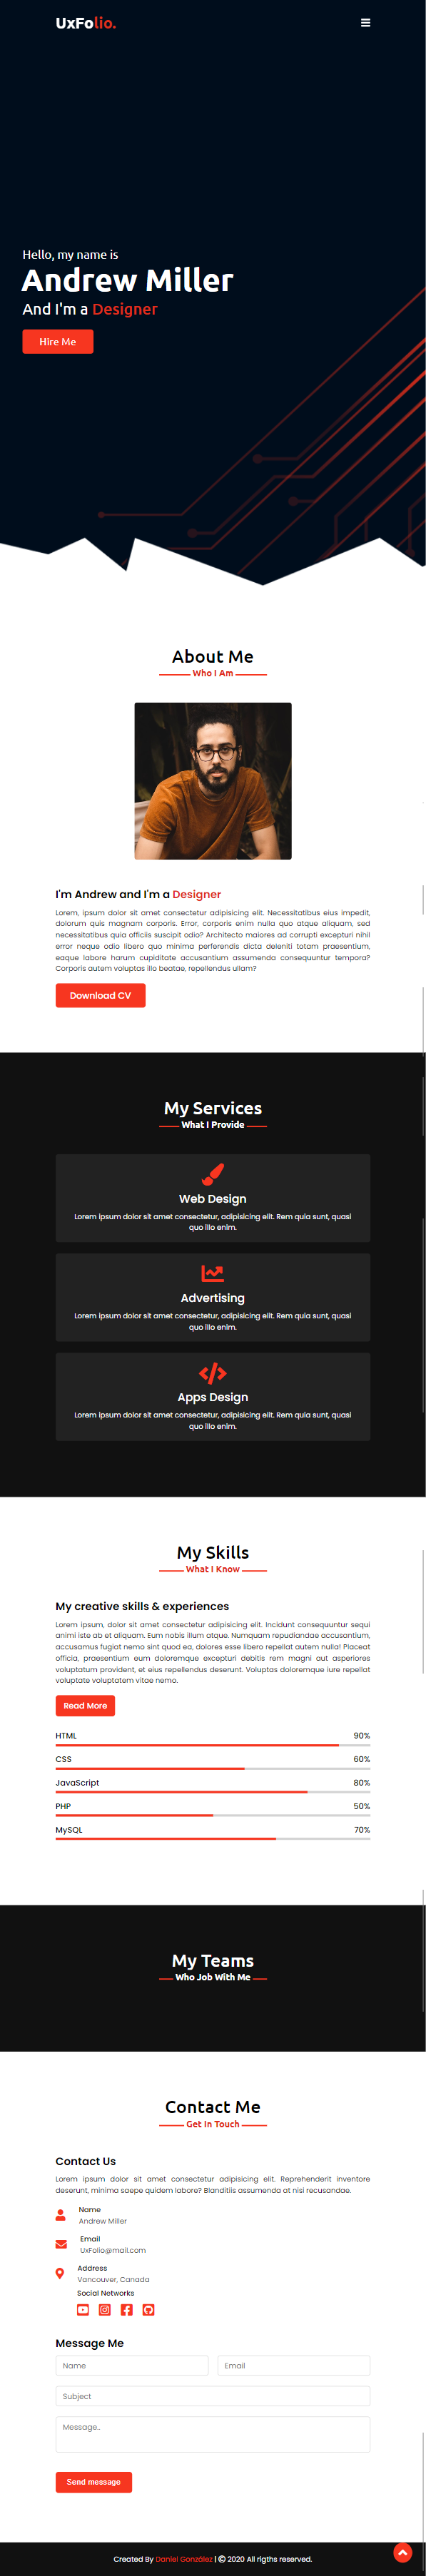 UxFolio.
Hello, my name is
Andrew Miller
And I'm a Designer
Hire Me
About Me
Who I Am
I'm Andrew and I'm a Designer
Lorem, ipsum dolor sit amet consectetur adipisicing elit. Necessitatibus eius impedit,
dolorum quis magnam corporis. Error, corporis enim nulla quo atque aliquam, sed
necessitatibus quia officiis suscipit odio? Architecto maiores ad corrupti excepturi nihil
error neque odio libero quo minima perferendis dicta deleniti totam praesentium,
eaque labore harum cupiditate accusantium assumenda consequuntur tempora?
Corporis autem voluptas illo beatae, repellendus ullam?
Download CV
My Services
What I Provide
Web Design
Lorem ipsum dolor sit amet consectetur, adipisicing elit. Rem quia sunt, quasi
quo illo enim.
Advertising
Lorem ipsum dolor sit amet consectetur, adipisicing elit. Rem quia sunt, quasi
quo illo enim.
Apps Design
Lorem ipsum dolor sit amet consectetur, adipisicing elit. Rem quia sunt, quasi
quo illo enim.
My Skills
What I Know
My creative skills & experiences
Lorem ipsum, dolor sit amet consectetur adipisicing elit. Incidunt consequuntur sequi
animi iste ab et aliquam. Eum nobis illum atque. Numquam repudiandae accusantium,
accusamus fugiat nemo sint quod ea, dolores esse libero repellat autem nulla! Placeat
officia, praesentium eum doloremque excepturi debitis rem magni aut asperiores
voluptatum provident, et eius repellendus deserunt. Voluptas doloremque iure repellat
voluptate voluptatem vitae nemo.
Read More
HTML 90%
CSS 60%
JavaScript 80%
PHP 50%
MySQL 70%
My Teams
Who Job With Me
Contact Me
Get In Touch
Contact Us
Lorem ipsum dolor sit amet consectetur adipisicing elit. Reprehenderit inventore
deserunt, minima saepe quidem labore? Blanditiis assumenda at nisi recusandae.
Name
Andrew Miller
Email
UxFolio@mail.com
Address
Vancouver, Canada
Social Networks
Message Me
Name
Email
Subject
Message..
Send message
Created By Daniel González | © 2020 All rigths reserved.